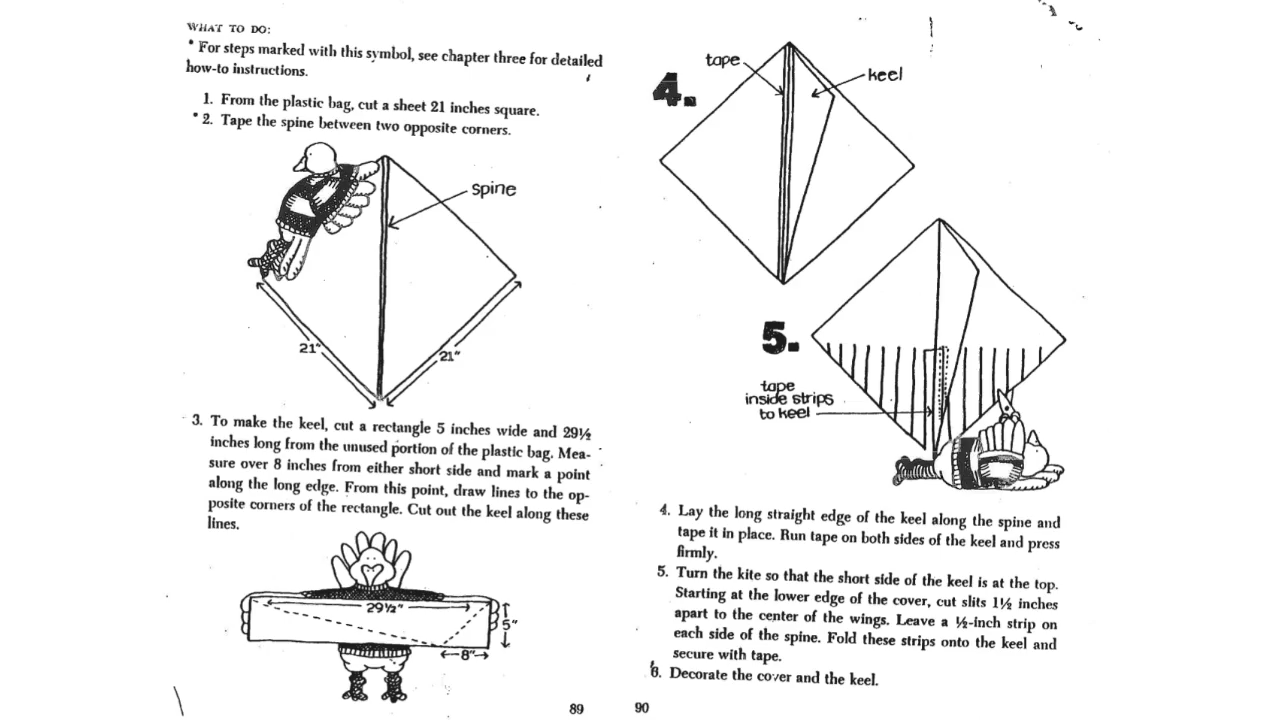 WHAT TO DO:
* For steps marked with this symbol, see chapter three for detailed
how-to instructions.
1. From the plastic bag, cut a sheet 21 inches square.
* 2. Tape the spine between two opposite corners.
spine
21"
21"
3. To make the keel, cut a rectangle 5 inches wide and 29½
inches long from the unused portion of the plastic bag. Mea-
sure over 8 inches from either short side and mark a point
along the long edge. From this point, draw lines to the op-
posite corners of the rectangle. Cut out the keel along these
lines.
29½"
5"
8"
89
4.
tape
keel
5.
tape
inside strips
to keel
4. Lay the long straight edge of the keel along the spine and
tape it in place. Run tape on both sides of the keel and press
firmly.
5. Turn the kite so that the short side of the keel is at the top.
Starting at the lower edge of the cover, cut slits 1½ inches
apart to the center of the wings. Leave a ½-inch strip on
each side of the spine. Fold these strips onto the keel and
secure with tape.
6. Decorate the cover and the keel.
90